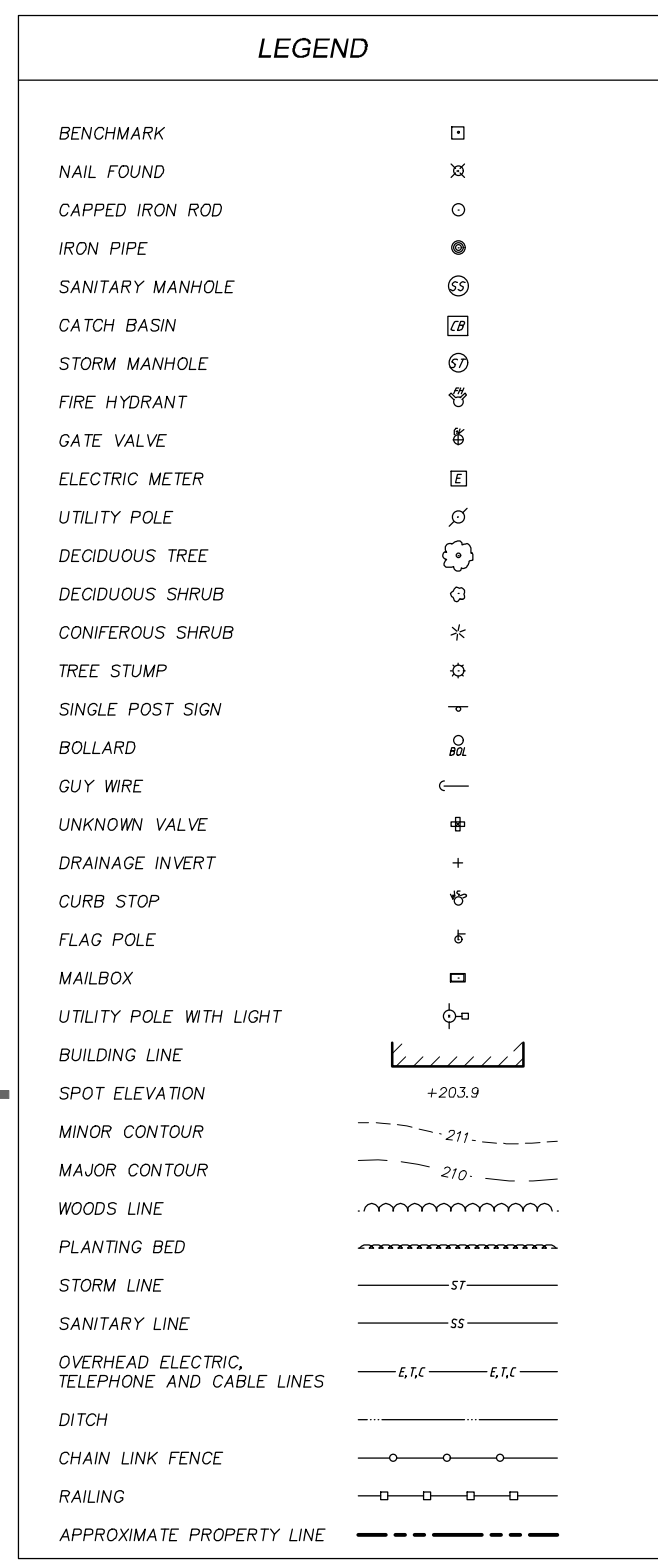 LEGEND
BENCHMARK
NAIL FOUND
CAPPED IRON ROD
IRON PIPE
SANITARY MANHOLE SS
CATCH BASIN CB
STORM MANHOLE ST
FIRE HYDRANT FH
GATE VALVE
ELECTRIC METER E
UTILITY POLE
DECIDUOUS TREE
DECIDUOUS SHRUB
CONIFEROUS SHRUB
TREE STUMP
SINGLE POST SIGN
BOLLARD BOL
GUY WIRE
UNKNOWN VALVE
DRAINAGE INVERT
CURB STOP
FLAG POLE
MAILBOX
UTILITY POLE WITH LIGHT
BUILDING LINE
SPOT ELEVATION +203.9
MINOR CONTOUR 211
MAJOR CONTOUR 210
WOODS LINE
PLANTING BED
STORM LINE ST
SANITARY LINE SS
OVERHEAD ELECTRIC,
TELEPHONE AND CABLE LINES E,T,C E,T,C
DITCH
CHAIN LINK FENCE
RAILING
APPROXIMATE PROPERTY LINE